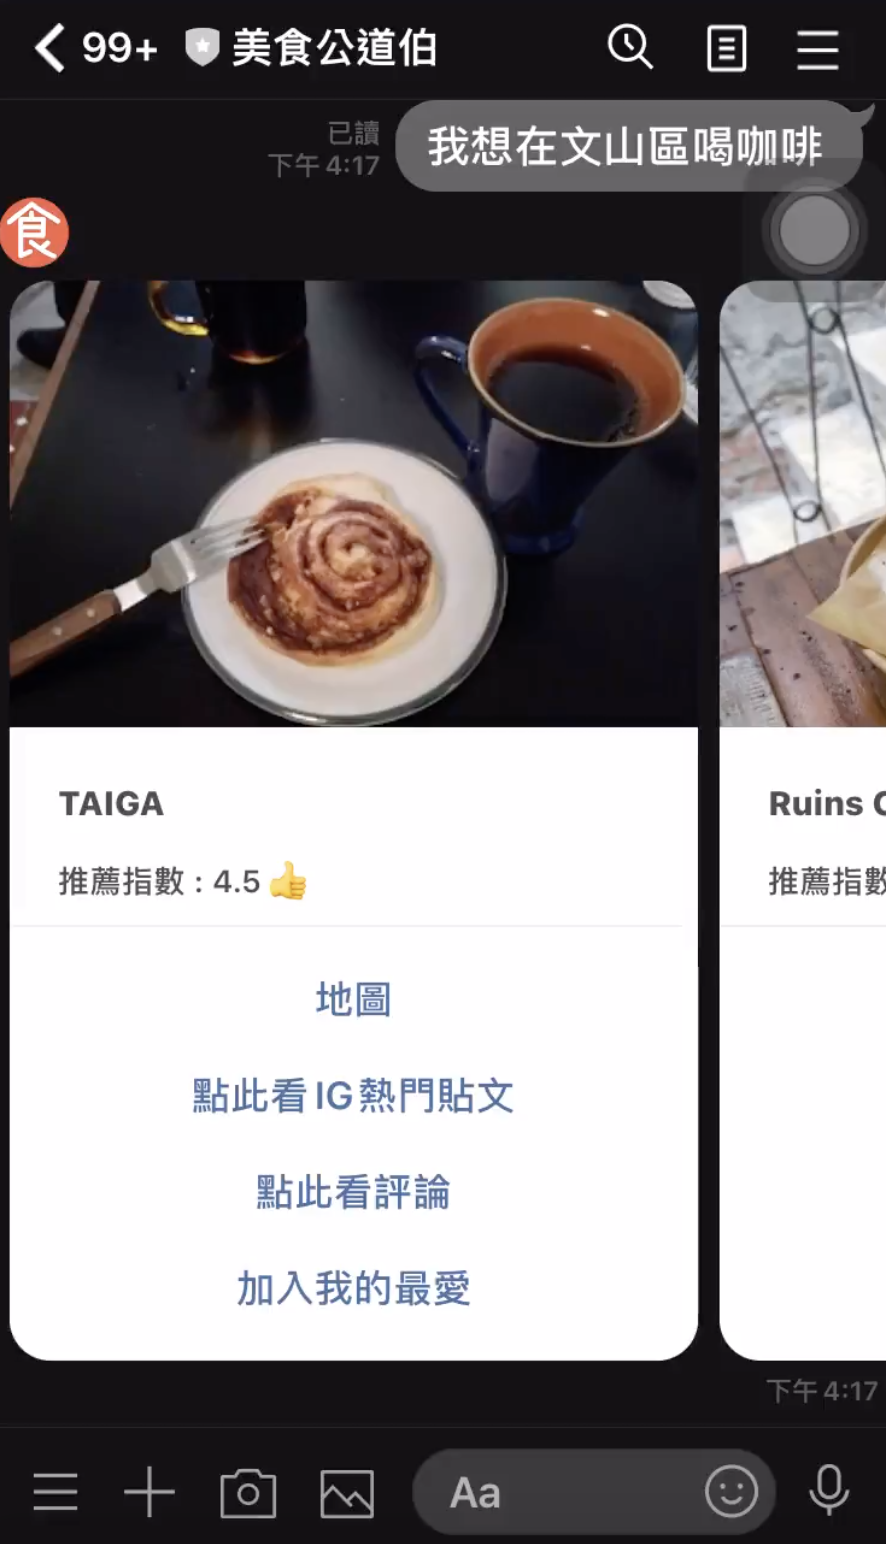 99+ 美食公道伯
已讀
下午 4:17
我想在文山區喝咖啡
食
TAIGA
推薦指數：4.5👍
地圖
點此看IG熱門貼文
點此看評論
加入我的最愛
Ruins
推薦指數
下午 4:17
Aa